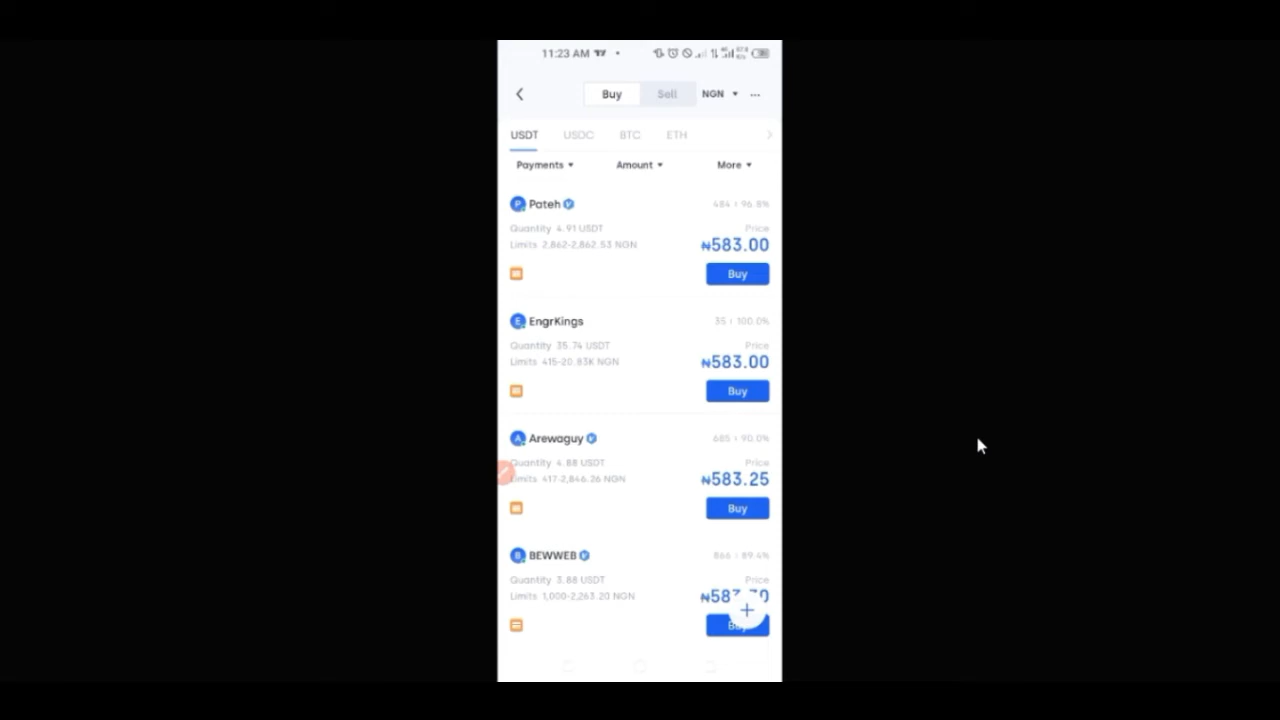 11:23 AM
Buy Sell NGN
USDT USDC BTC ETH
Payments Amount More
Pateh 484 | 96.8%
Quantity 4.91 USDT Price
Limits 2,862-2,862.53 NGN ₦583.00
Buy
EngrKings 35 | 100.0%
Quantity 35.74 USDT Price
Limits 415-20.83K NGN ₦583.00
Buy
Arewaguy 685 | 90.0%
Quantity 4.88 USDT Price
Limits 417-2,846.26 NGN ₦583.25
Buy
BEWWEB 866 | 89.4%
Quantity 3.88 USDT Price
Limits 1,000-2,263.20 NGN
Buy